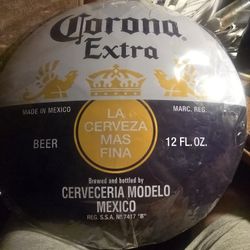 Corona
Extra
MADE IN MEXICO
MARC. REG.
LA
CERVEZA
MAS
FINA
BEER
12 FL. OZ.
Brewed and bottled by
CERVECERIA MODELO
MEXICO
REG. S.S.A. Nº 7417 "B"